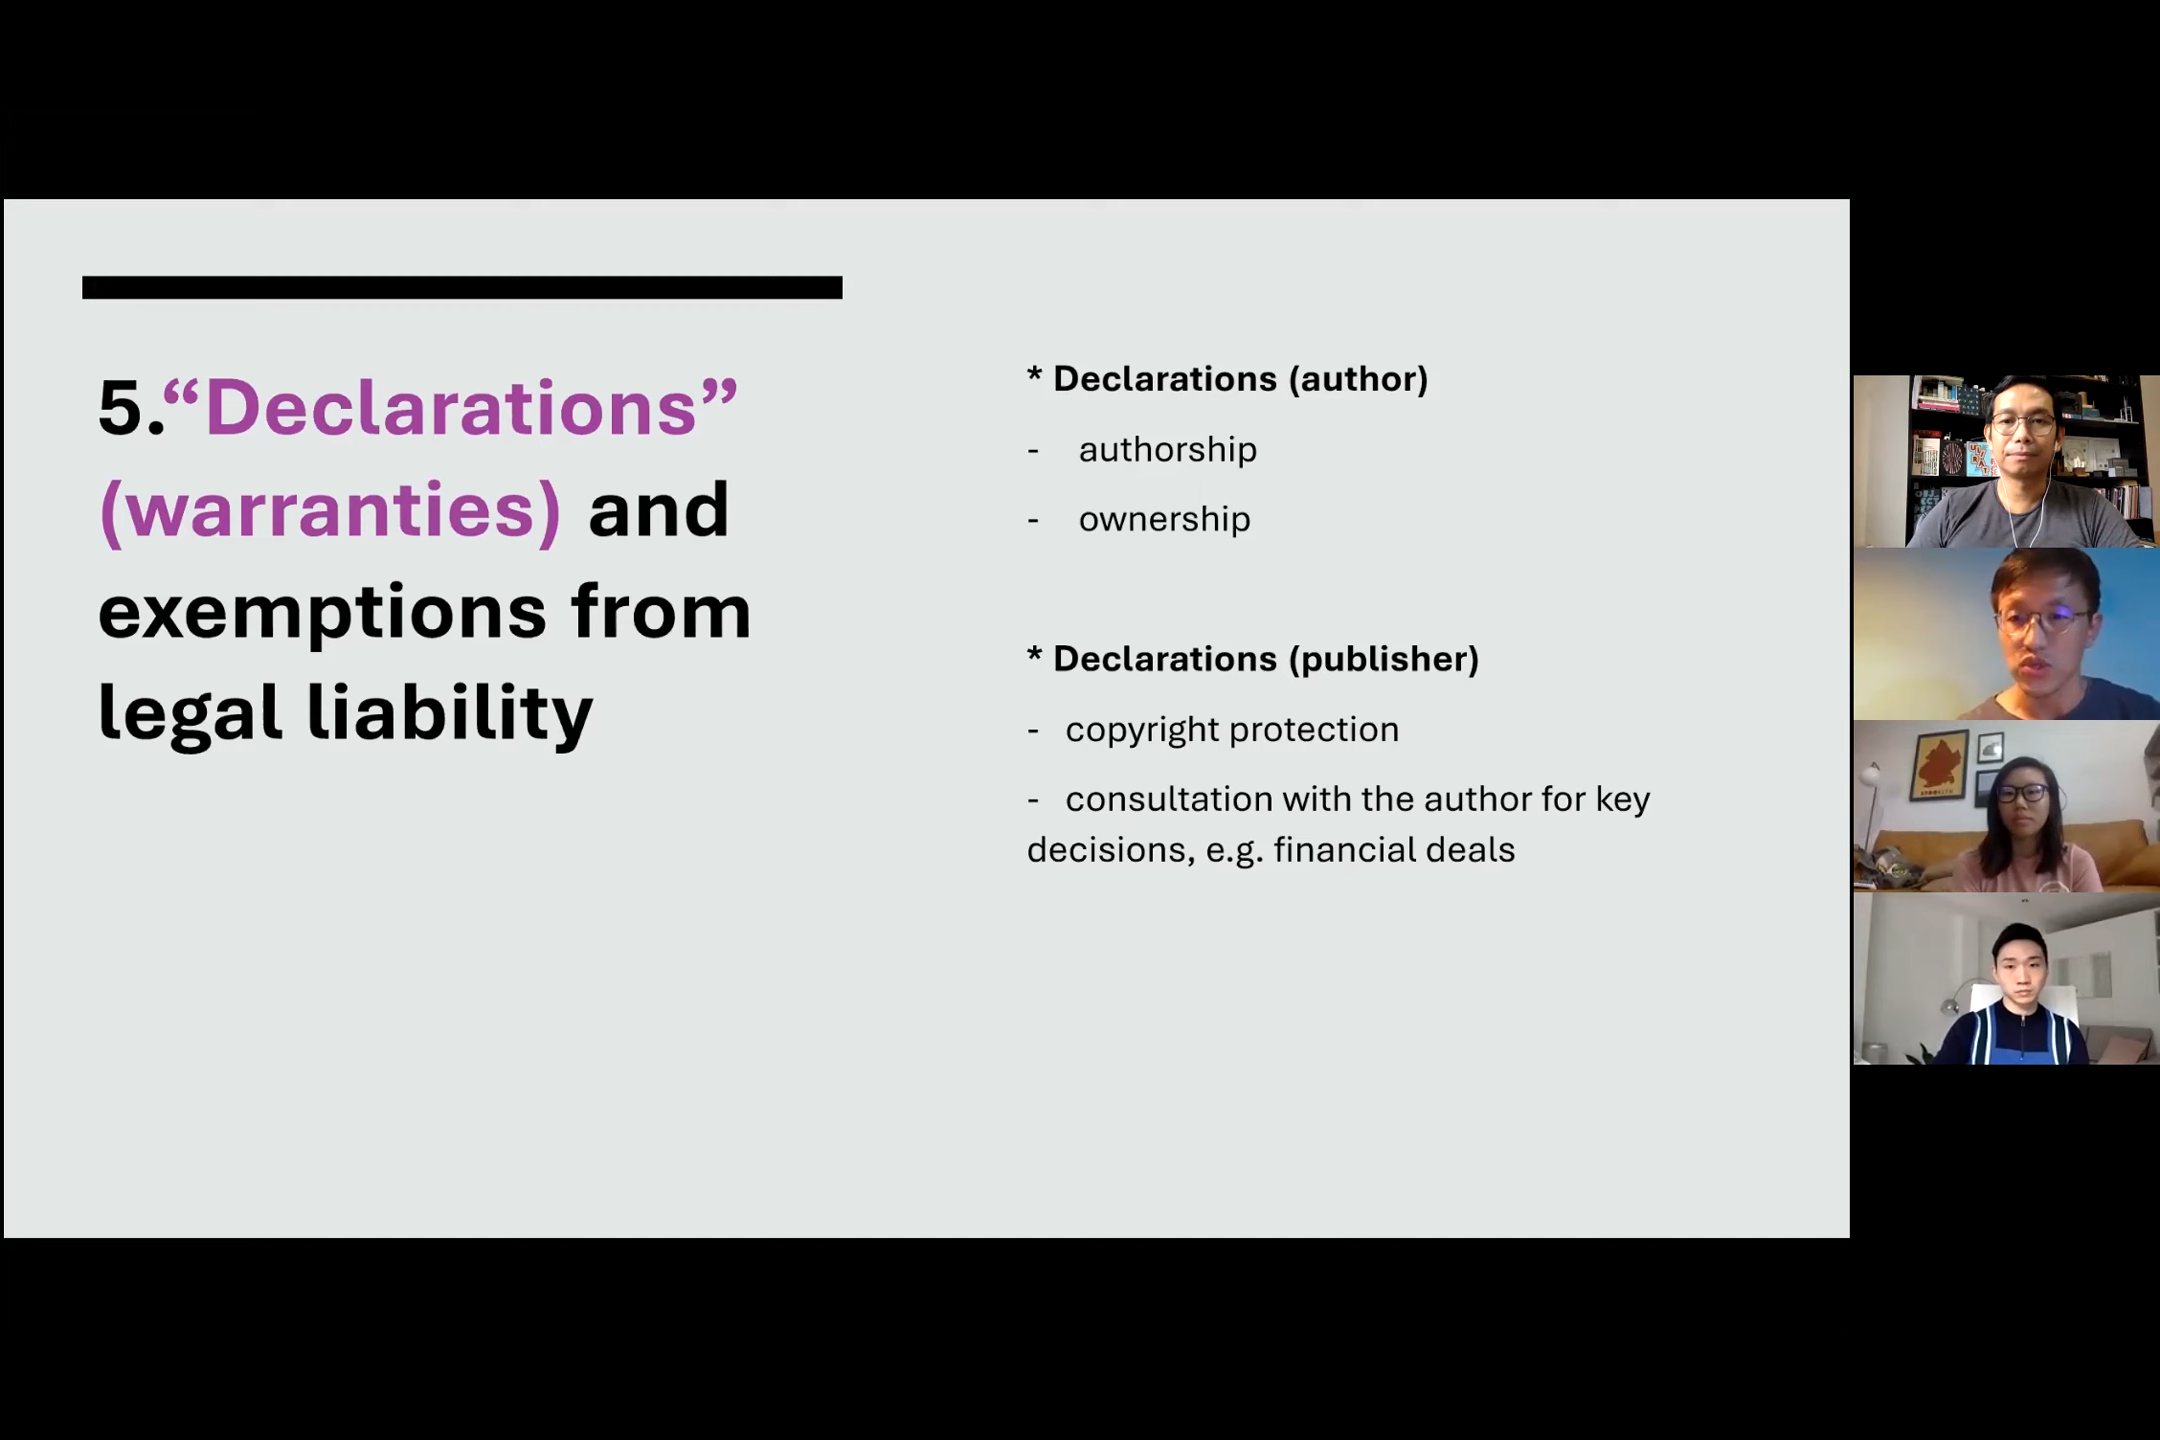 5.“Declarations”
(warranties) and
exemptions from
legal liability
* Declarations (author)
- authorship
- ownership
* Declarations (publisher)
- copyright protection
- consultation with the author for key
decisions, e.g. financial deals
BROOKLYN